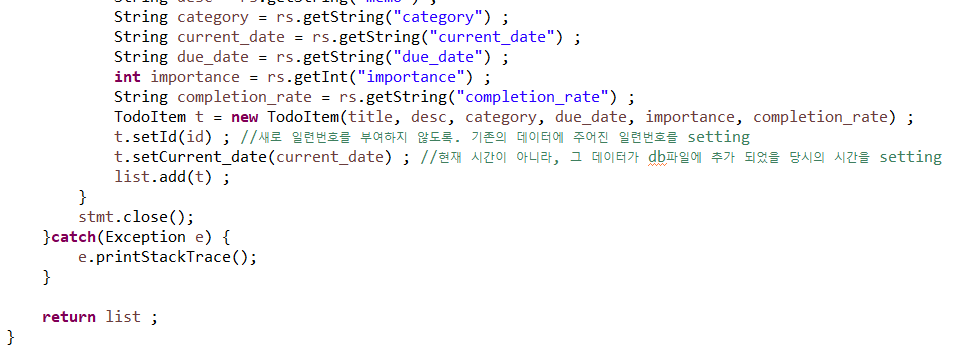 String desc = rs.getString("memo") ;
String category = rs.getString("category") ;
String current_date = rs.getString("current_date") ;
String due_date = rs.getString("due_date") ;
int importance = rs.getInt("importance") ;
String completion_rate = rs.getString("completion_rate") ;
TodoItem t = new TodoItem(title, desc, category, due_date, importance, completion_rate) ;
t.setId(id) ; //새로 일련번호를 부여하지 않도록. 기존의 데이터에 주어진 일련번호를 setting
t.setCurrent_date(current_date) ; //현재 시간이 아니라, 그 데이터가 db파일에 추가 되었을 당시의 시간을 setting
list.add(t) ;
}
stmt.close();
}catch(Exception e) {
e.printStackTrace();
}
return list ;
}